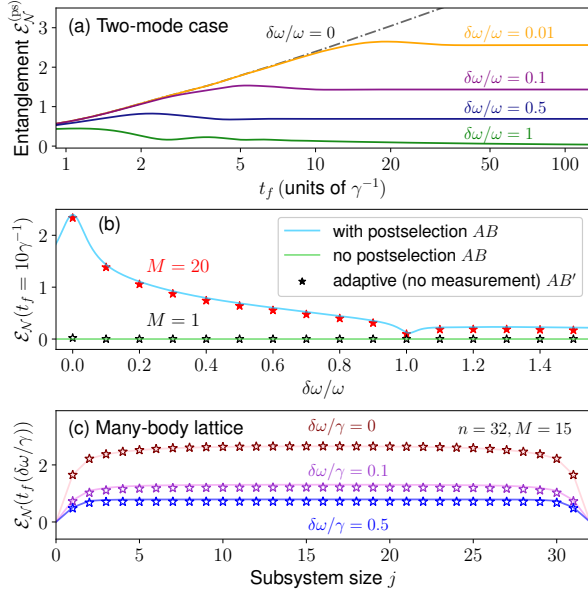 (a) Two-mode case
δω/ω = 0
δω/ω = 0.01
δω/ω = 0.1
δω/ω = 0.5
δω/ω = 1
Entanglement ℰ_𝒩^(ps)
3
2
1
0
1 2 5 10 20 50 100
t_f (units of γ⁻¹)
(b)
with postselection AB
no postselection AB
adaptive (no measurement) AB′
M = 20
M = 1
ℰ_𝒩(t_f = 10γ⁻¹)
2
1
0
0.0 0.2 0.4 0.6 0.8 1.0 1.2 1.4
δω/ω
(c) Many-body lattice
δω/γ = 0
n = 32, M = 15
δω/γ = 0.1
δω/γ = 0.5
ℰ_𝒩(t_f(δω/γ))
2
0
0 5 10 15 20 25 30
Subsystem size j